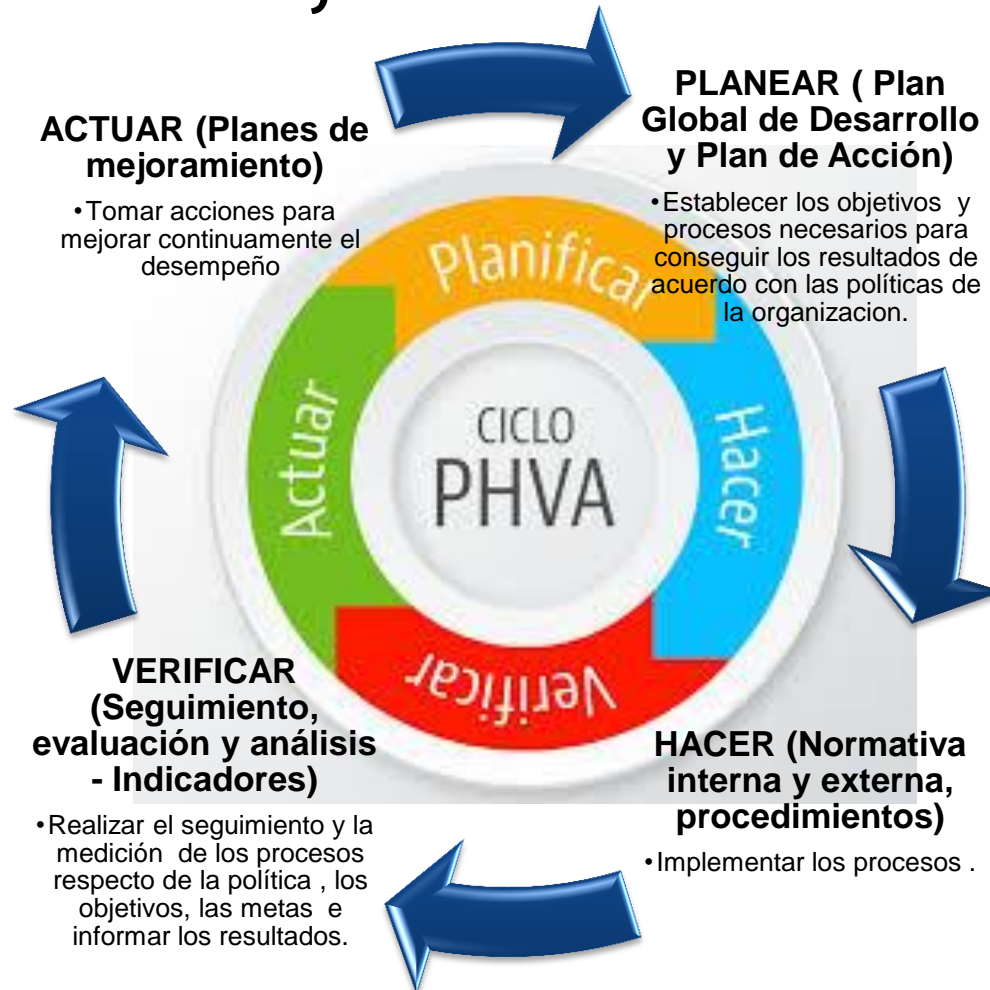 ACTUAR (Planes de
mejoramiento)
•Tomar acciones para
mejorar continuamente el
desempeño
PLANEAR ( Plan
Global de Desarrollo
y Plan de Acción)
•Establecer los objetivos y
procesos necesarios para
conseguir los resultados de
acuerdo con las políticas de
la organizacion.
Planificar
Actuar
CICLO
PHVA
Hacer
Verificar
VERIFICAR
(Seguimiento,
evaluación y análisis
- Indicadores)
•Realizar el seguimiento y la
medición de los procesos
respecto de la política , los
objetivos, las metas e
informar los resultados.
HACER (Normativa
interna y externa,
procedimientos)
•Implementar los procesos .